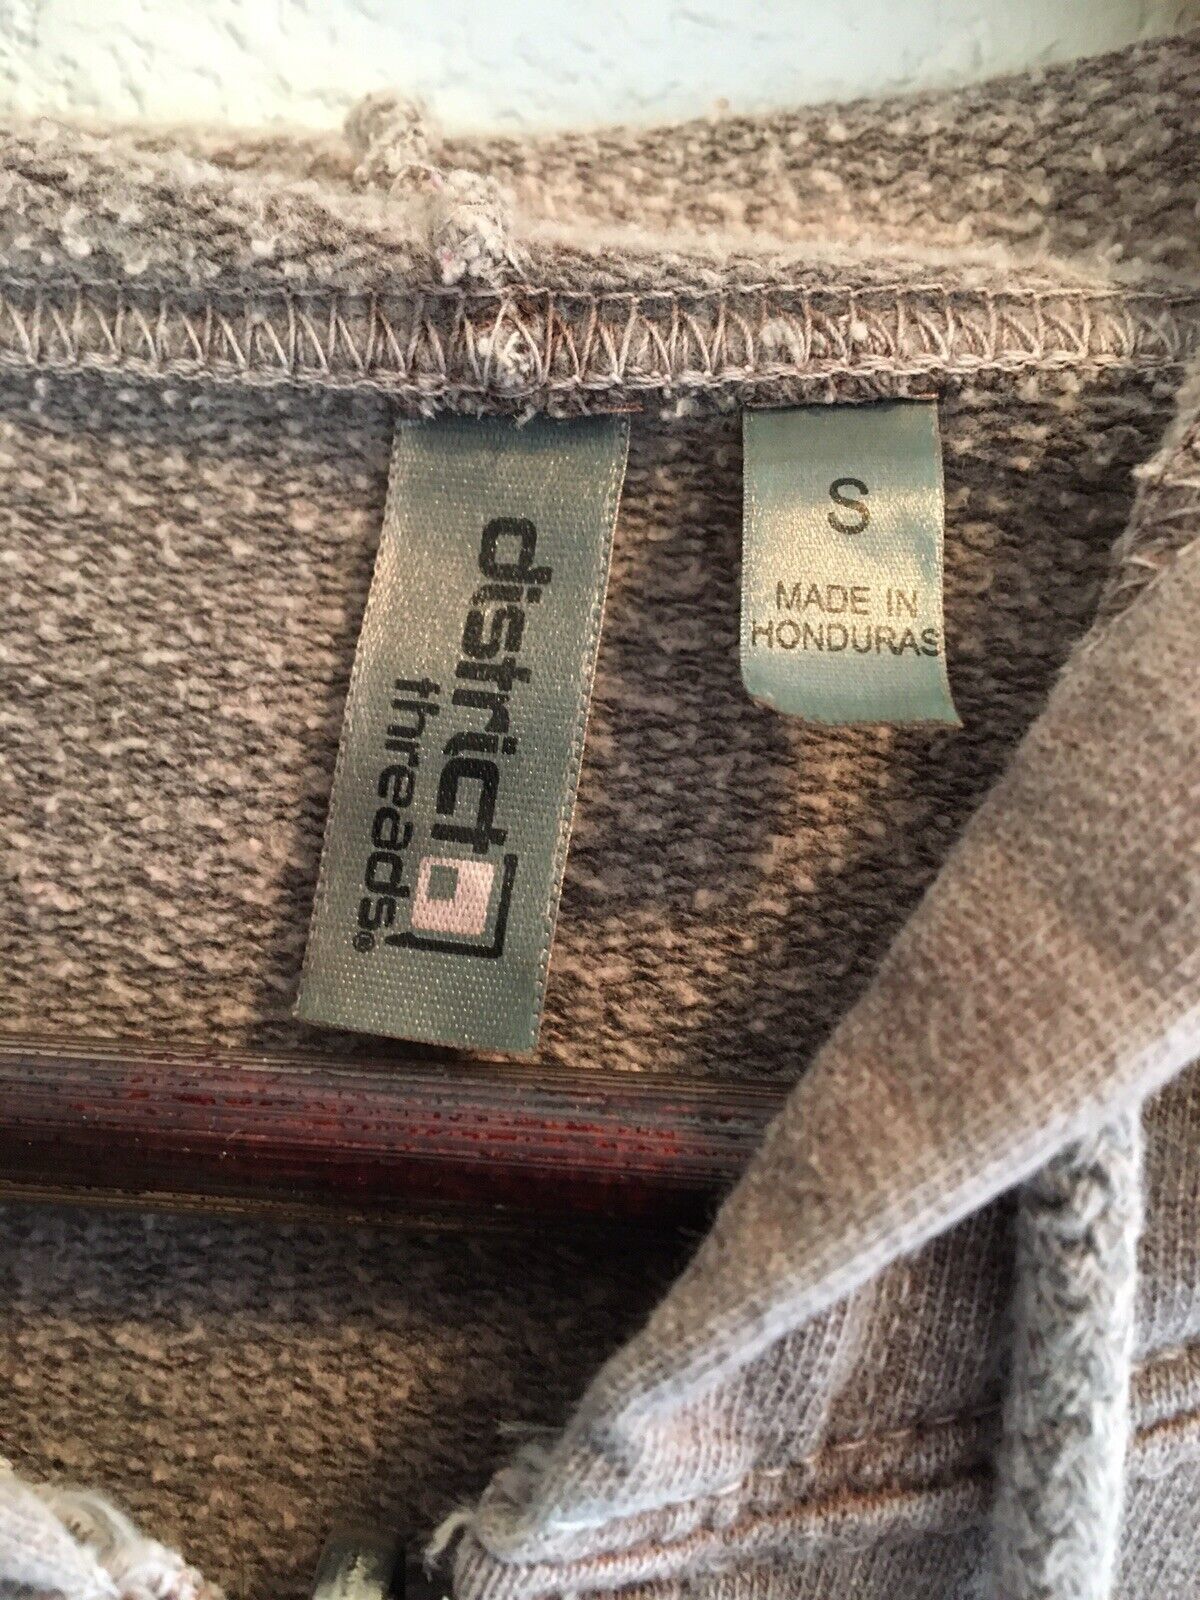 district
threads®
S
MADE IN
HONDURAS